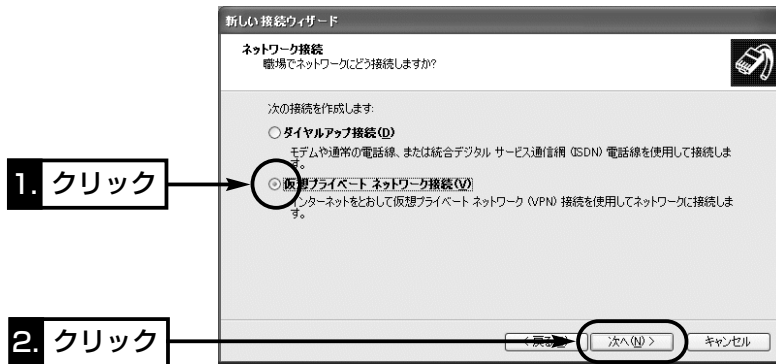 新しい接続ウィザード
ネットワーク接続
職場でネットワークにどう接続しますか?
次の接続を作成します:
ダイヤルアップ接続(D)
モデムや通常の電話線、または統合デジタル サービス通信網 (ISDN) 電話線を使用して接続しま
す。
1. クリック
仮想プライベート ネットワーク接続(V)
インターネットをとおして仮想プライベート ネットワーク (VPN) 接続を使用してネットワークに接続しま
す。
2. クリック
< 戻る
次へ(N) >
キャンセル